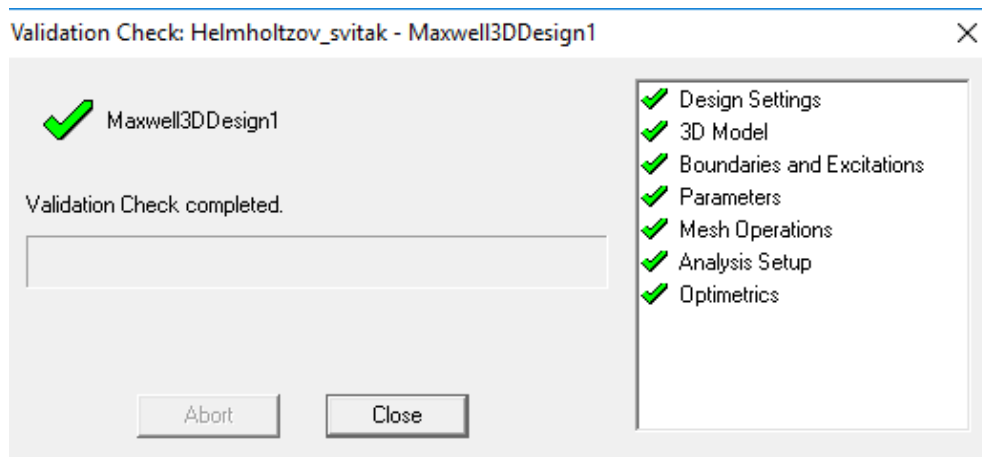 Validation Check: Helmholtzov_svitak - Maxwell3DDesign1
Maxwell3DDesign1
Validation Check completed.
Abort
Close
Design Settings
3D Model
Boundaries and Excitations
Parameters
Mesh Operations
Analysis Setup
Optimetrics